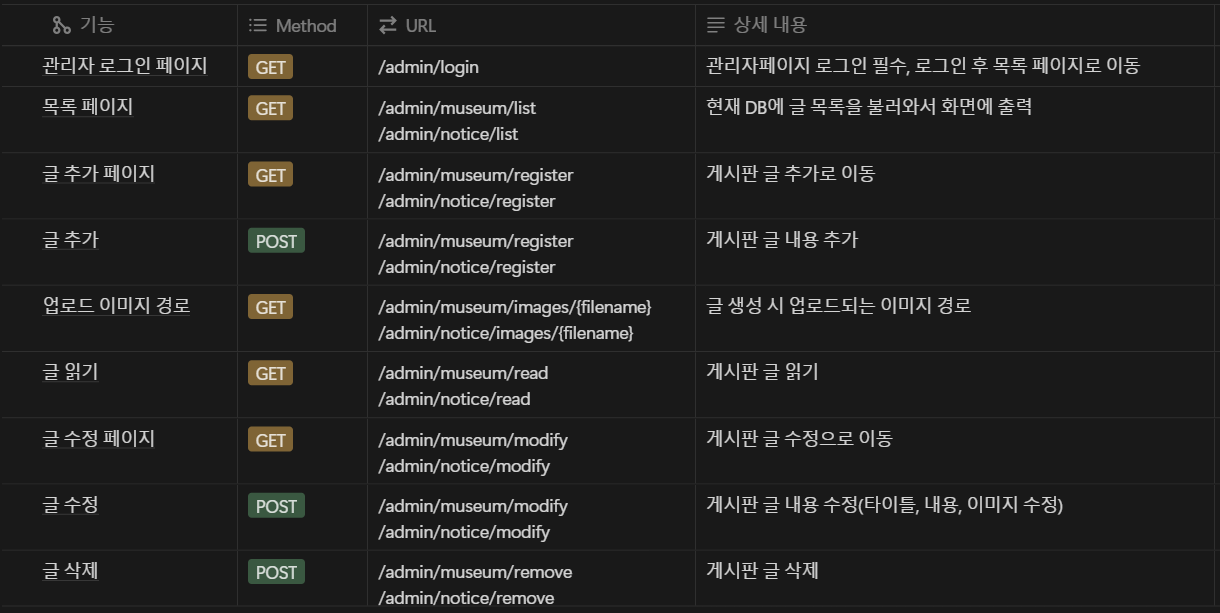 기능 Method URL 상세 내용
관리자 로그인 페이지 GET /admin/login 관리자페이지 로그인 필수, 로그인 후 목록 페이지로 이동
목록 페이지 GET /admin/museum/list 현재 DB에 글 목록을 불러와서 화면에 출력
/admin/notice/list
글 추가 페이지 GET /admin/museum/register 게시판 글 추가로 이동
/admin/notice/register
글 추가 POST /admin/museum/register 게시판 글 내용 추가
/admin/notice/register
업로드 이미지 경로 GET /admin/museum/images/{filename} 글 생성 시 업로드되는 이미지 경로
/admin/notice/images/{filename}
글 읽기 GET /admin/museum/read 게시판 글 읽기
/admin/notice/read
글 수정 페이지 GET /admin/museum/modify 게시판 글 수정으로 이동
/admin/notice/modify
글 수정 POST /admin/museum/modify 게시판 글 내용 수정(타이틀, 내용, 이미지 수정)
/admin/notice/modify
글 삭제 POST /admin/museum/remove 게시판 글 삭제
/admin/notice/remove